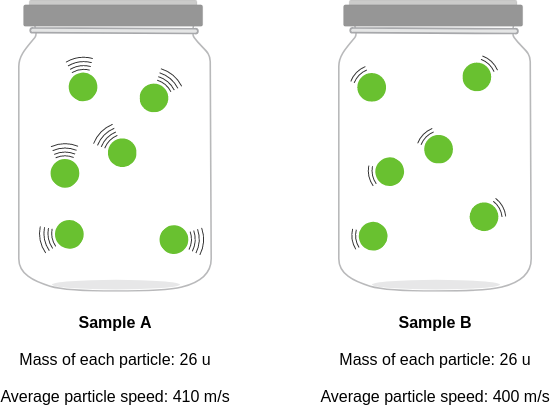 Sample A
Mass of each particle: 26 u
Average particle speed: 410 m/s
Sample B
Mass of each particle: 26 u
Average particle speed: 400 m/s